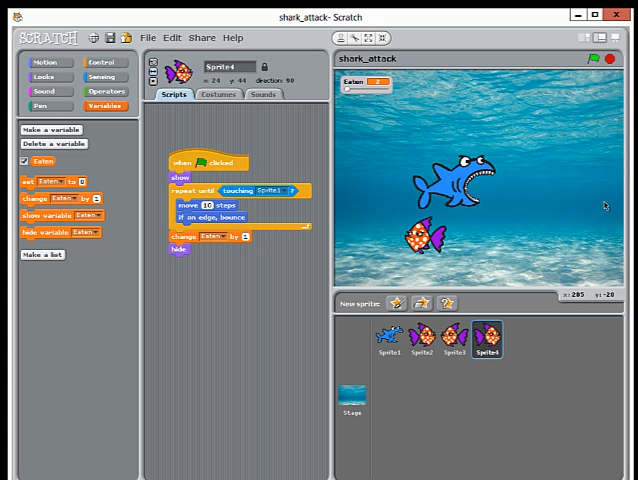 shark_attack- Scratch
SCRATCH File Edit Share Help
Motion Control
Looks Sensing
Sound Operators
Pen Variables
Make a variable
Delete a variable
Eaten
set Eaten to 0
change Eaten by 1
show variable Eaten
hide variable Eaten
Make a list
Sprite4
x: 24 y: 44 direction: 90
Scripts Costumes Sounds
when clicked
show
repeat until touching Sprite1 ?
move 10 steps
if on edge, bounce
change Eaten by 1
hide
shark_attack
Eaten 2
x: 205 y: -20
New sprite:
Sprite1 Sprite2 Sprite3 Sprite4
Stage